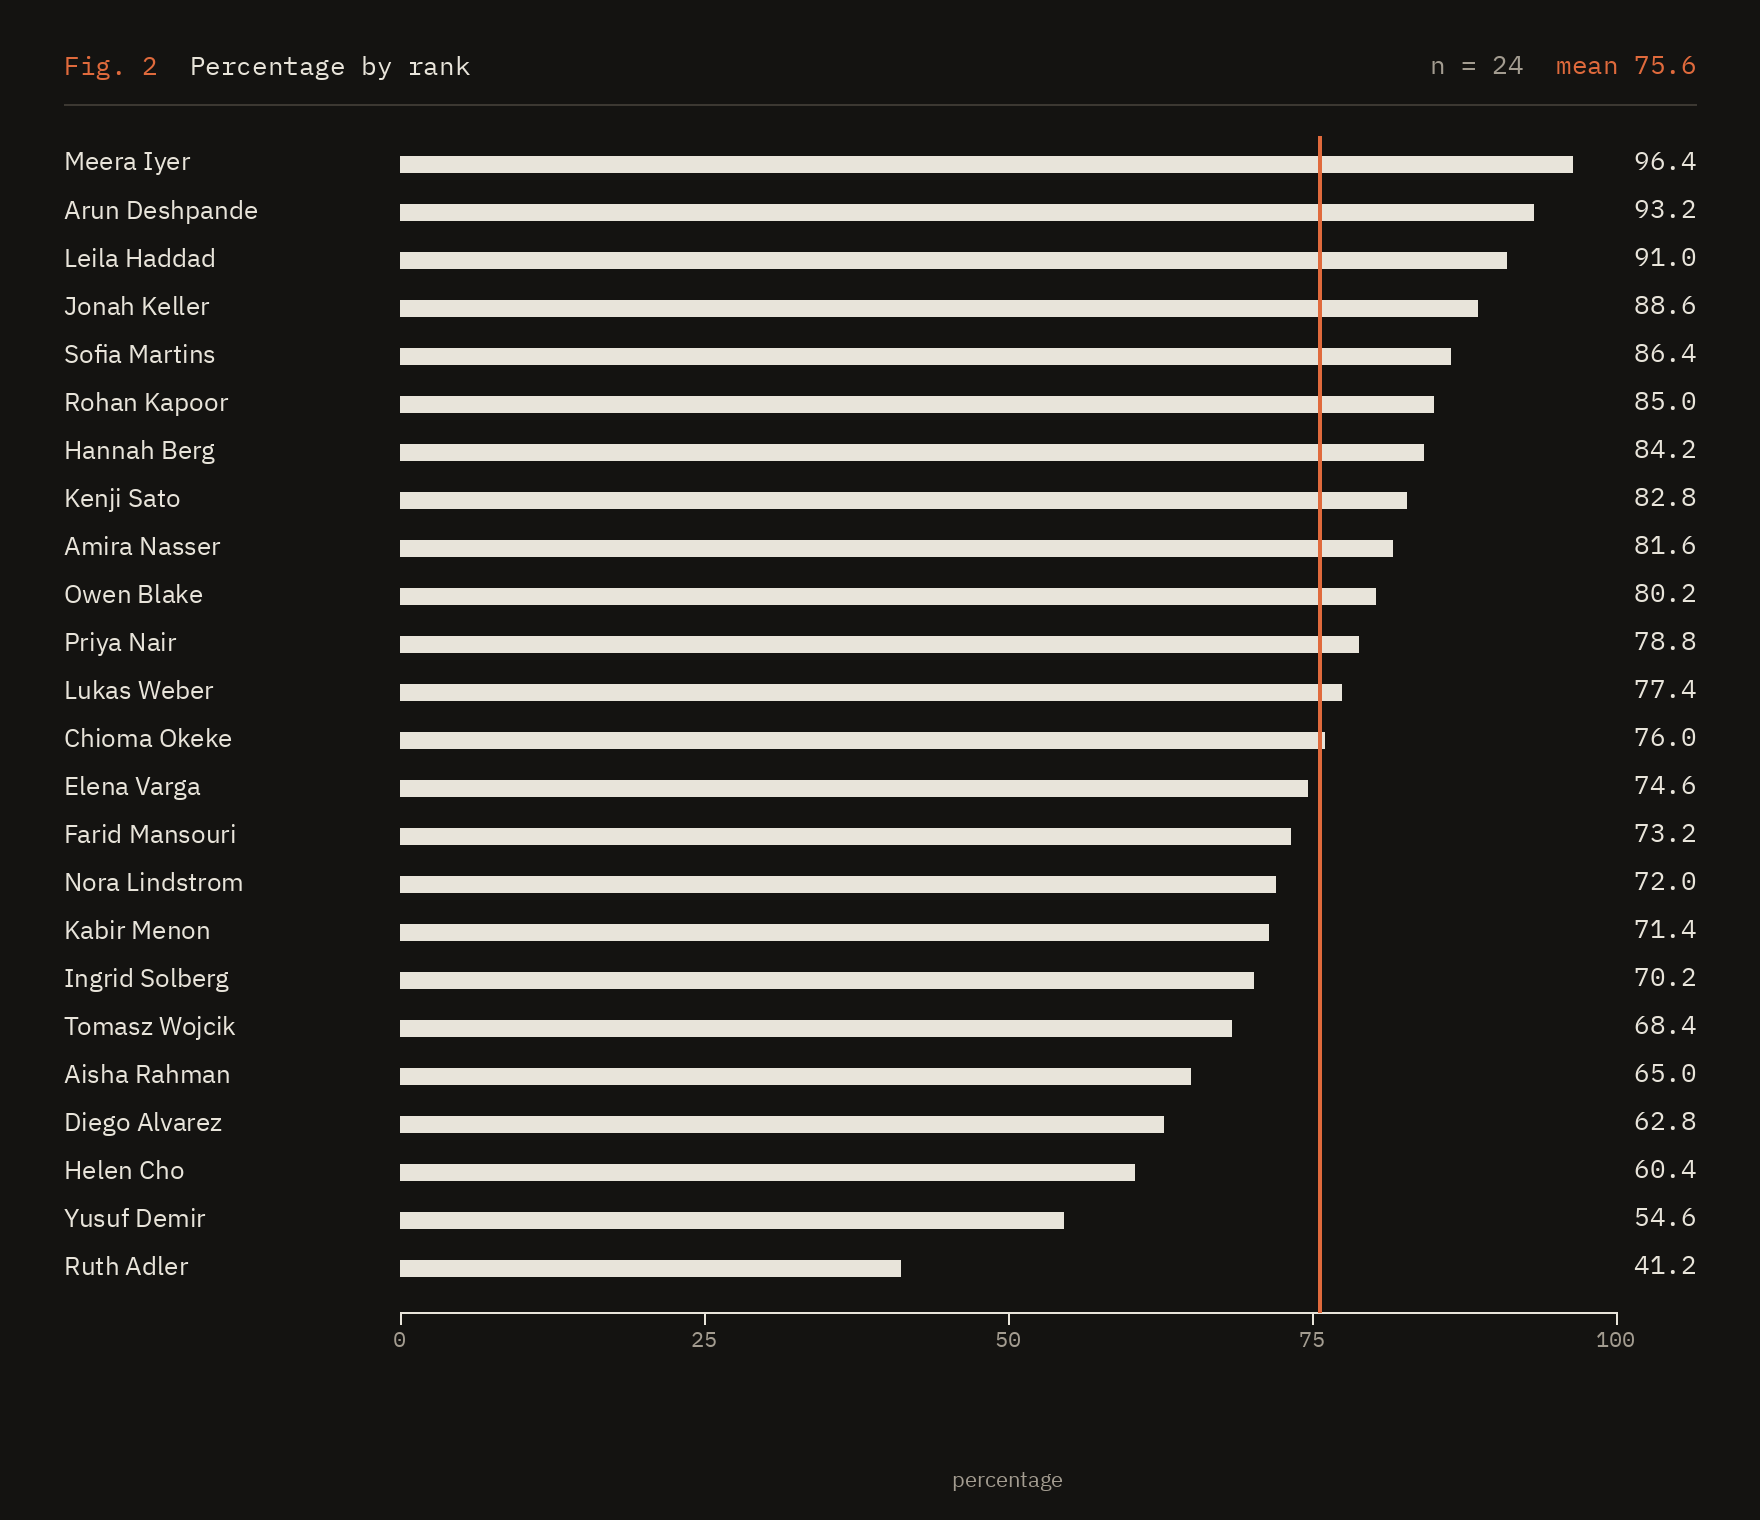 Fig. 2 Percentage by rank n = 24 mean 75.6
Meera Iyer 96.4
Arun Deshpande 93.2
Leila Haddad 91.0
Jonah Keller 88.6
Sofia Martins 86.4
Rohan Kapoor 85.0
Hannah Berg 84.2
Kenji Sato 82.8
Amira Nasser 81.6
Owen Blake 80.2
Priya Nair 78.8
Lukas Weber 77.4
Chioma Okeke 76.0
Elena Varga 74.6
Farid Mansouri 73.2
Nora Lindstrom 72.0
Kabir Menon 71.4
Ingrid Solberg 70.2
Tomasz Wojcik 68.4
Aisha Rahman 65.0
Diego Alvarez 62.8
Helen Cho 60.4
Yusuf Demir 54.6
Ruth Adler 41.2
0 25 50 75 100
percentage